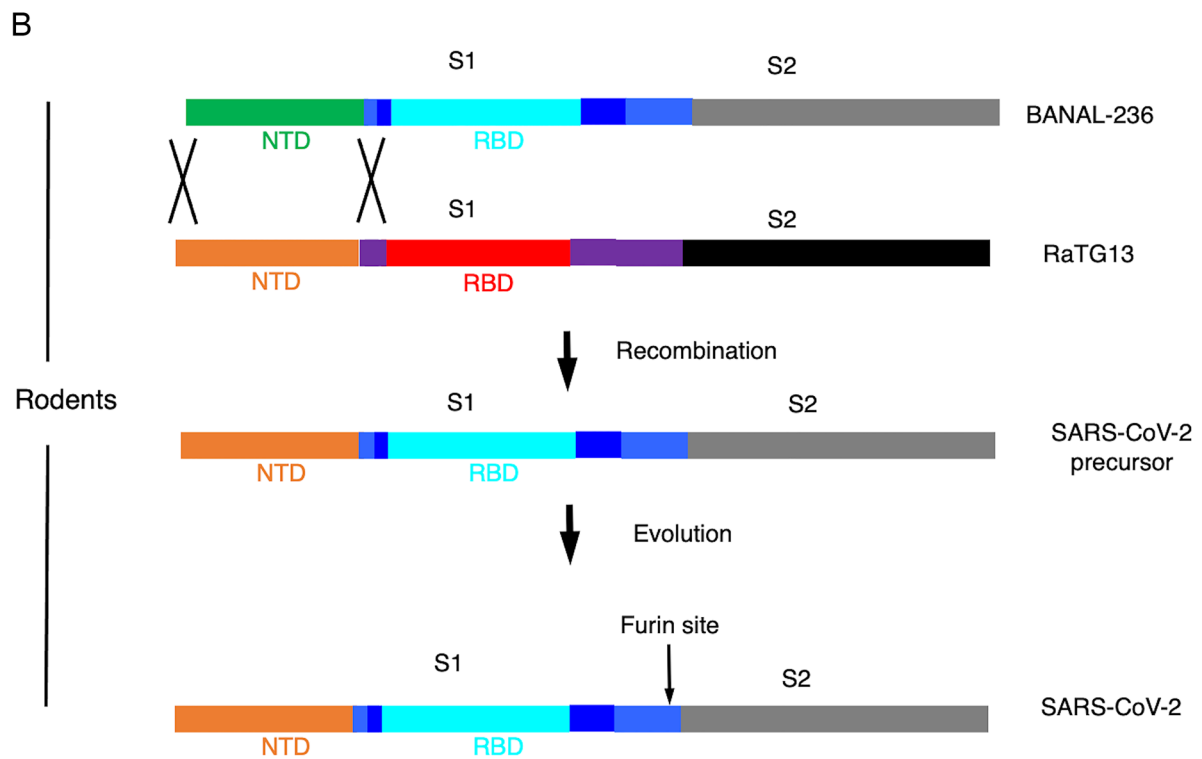 B
S1
S2
BANAL-236
NTD
RBD
S1
S2
RaTG13
NTD
RBD
Recombination
Rodents
S1
S2
SARS-CoV-2
precursor
NTD
RBD
Evolution
Furin site
S1
S2
SARS-CoV-2
NTD
RBD